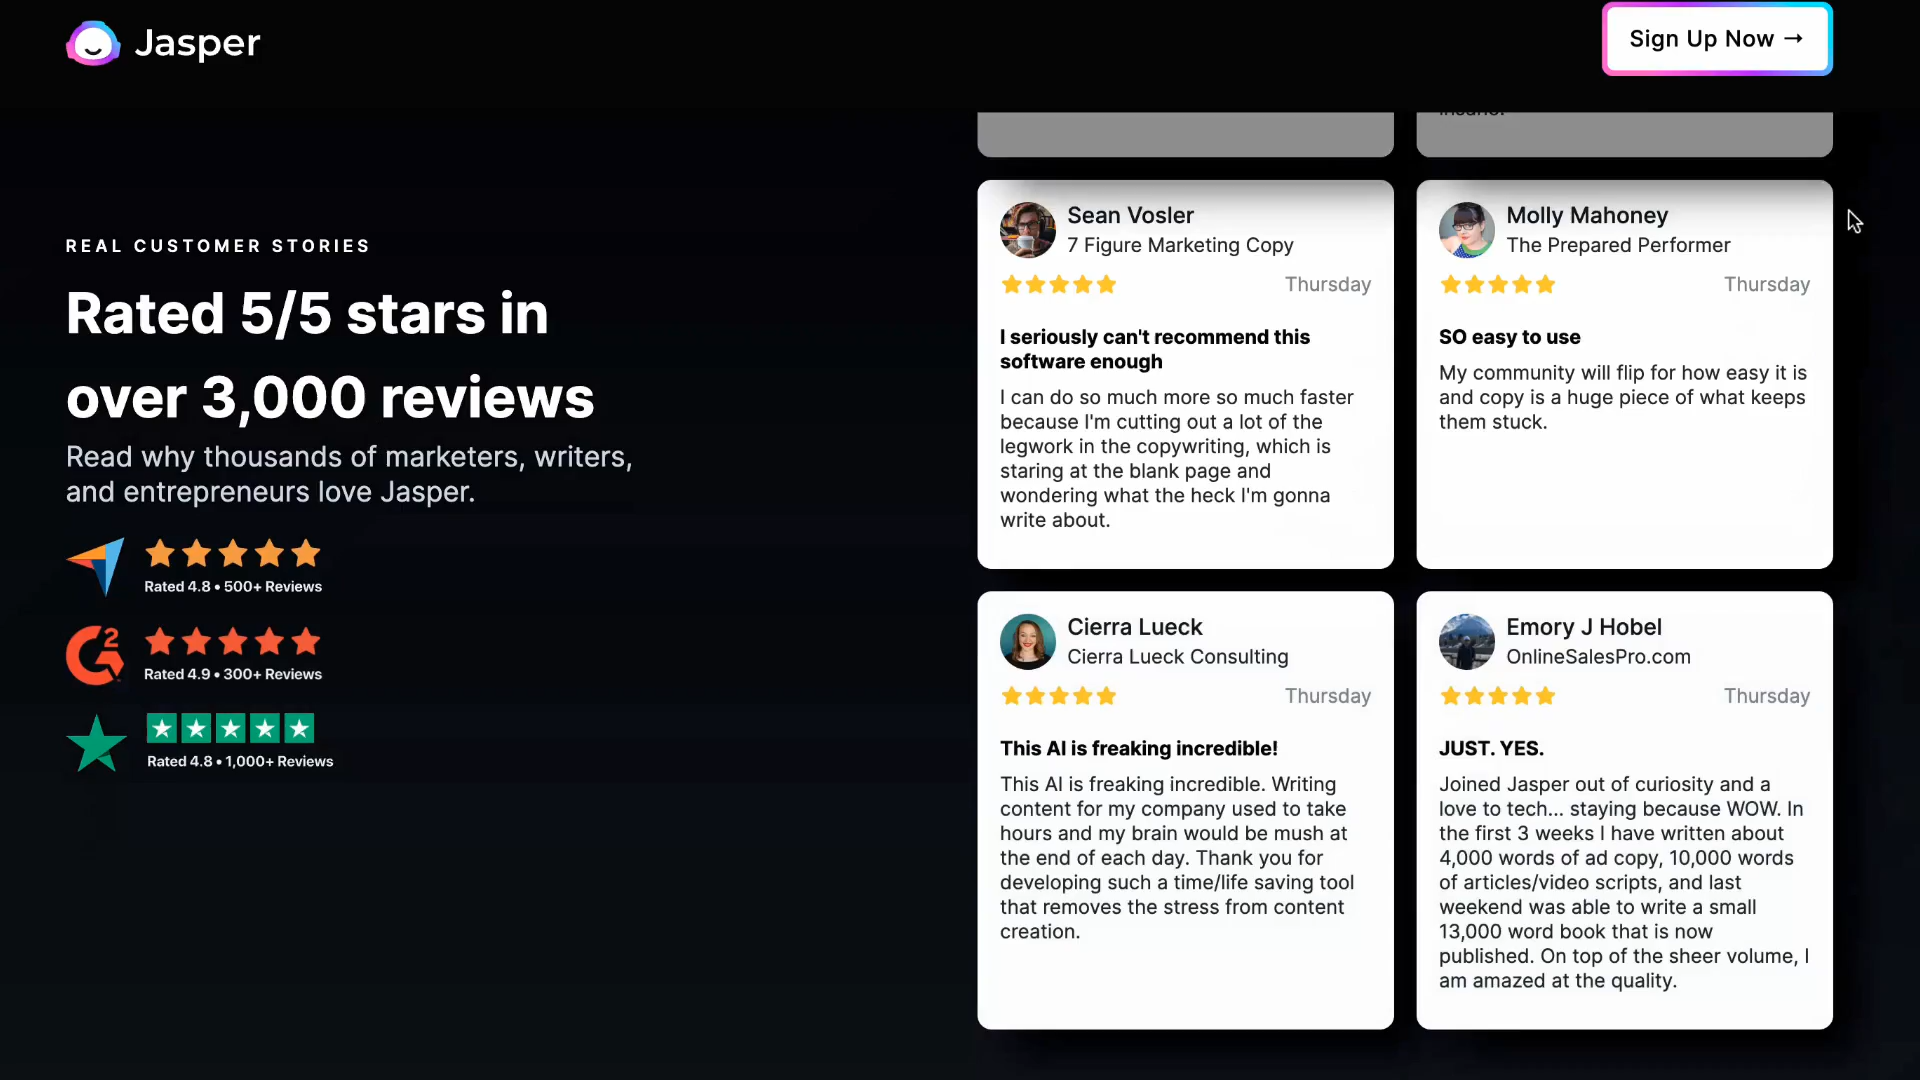 Jasper
Sign Up Now →
REAL CUSTOMER STORIES
Rated 5/5 stars in
over 3,000 reviews
Read why thousands of marketers, writers,
and entrepreneurs love Jasper.
Rated 4.8 • 500+ Reviews
G2
Rated 4.9 • 300+ Reviews
Rated 4.8 • 1,000+ Reviews
Sean Vosler
7 Figure Marketing Copy
Thursday
I seriously can't recommend this
software enough
I can do so much more so much faster
because I'm cutting out a lot of the
legwork in the copywriting, which is
staring at the blank page and
wondering what the heck I'm gonna
write about.
Molly Mahoney
The Prepared Performer
Thursday
SO easy to use
My community will flip for how easy it is
and copy is a huge piece of what keeps
them stuck.
Cierra Lueck
Cierra Lueck Consulting
Thursday
This AI is freaking incredible!
This AI is freaking incredible. Writing
content for my company used to take
hours and my brain would be mush at
the end of each day. Thank you for
developing such a time/life saving tool
that removes the stress from content
creation.
Emory J Hobel
OnlineSalesPro.com
Thursday
JUST. YES.
Joined Jasper out of curiosity and a
love to tech... staying because WOW. In
the first 3 weeks I have written about
4,000 words of ad copy, 10,000 words
of articles/video scripts, and last
weekend was able to write a small
13,000 word book that is now
published. On top of the sheer volume, I
am amazed at the quality.